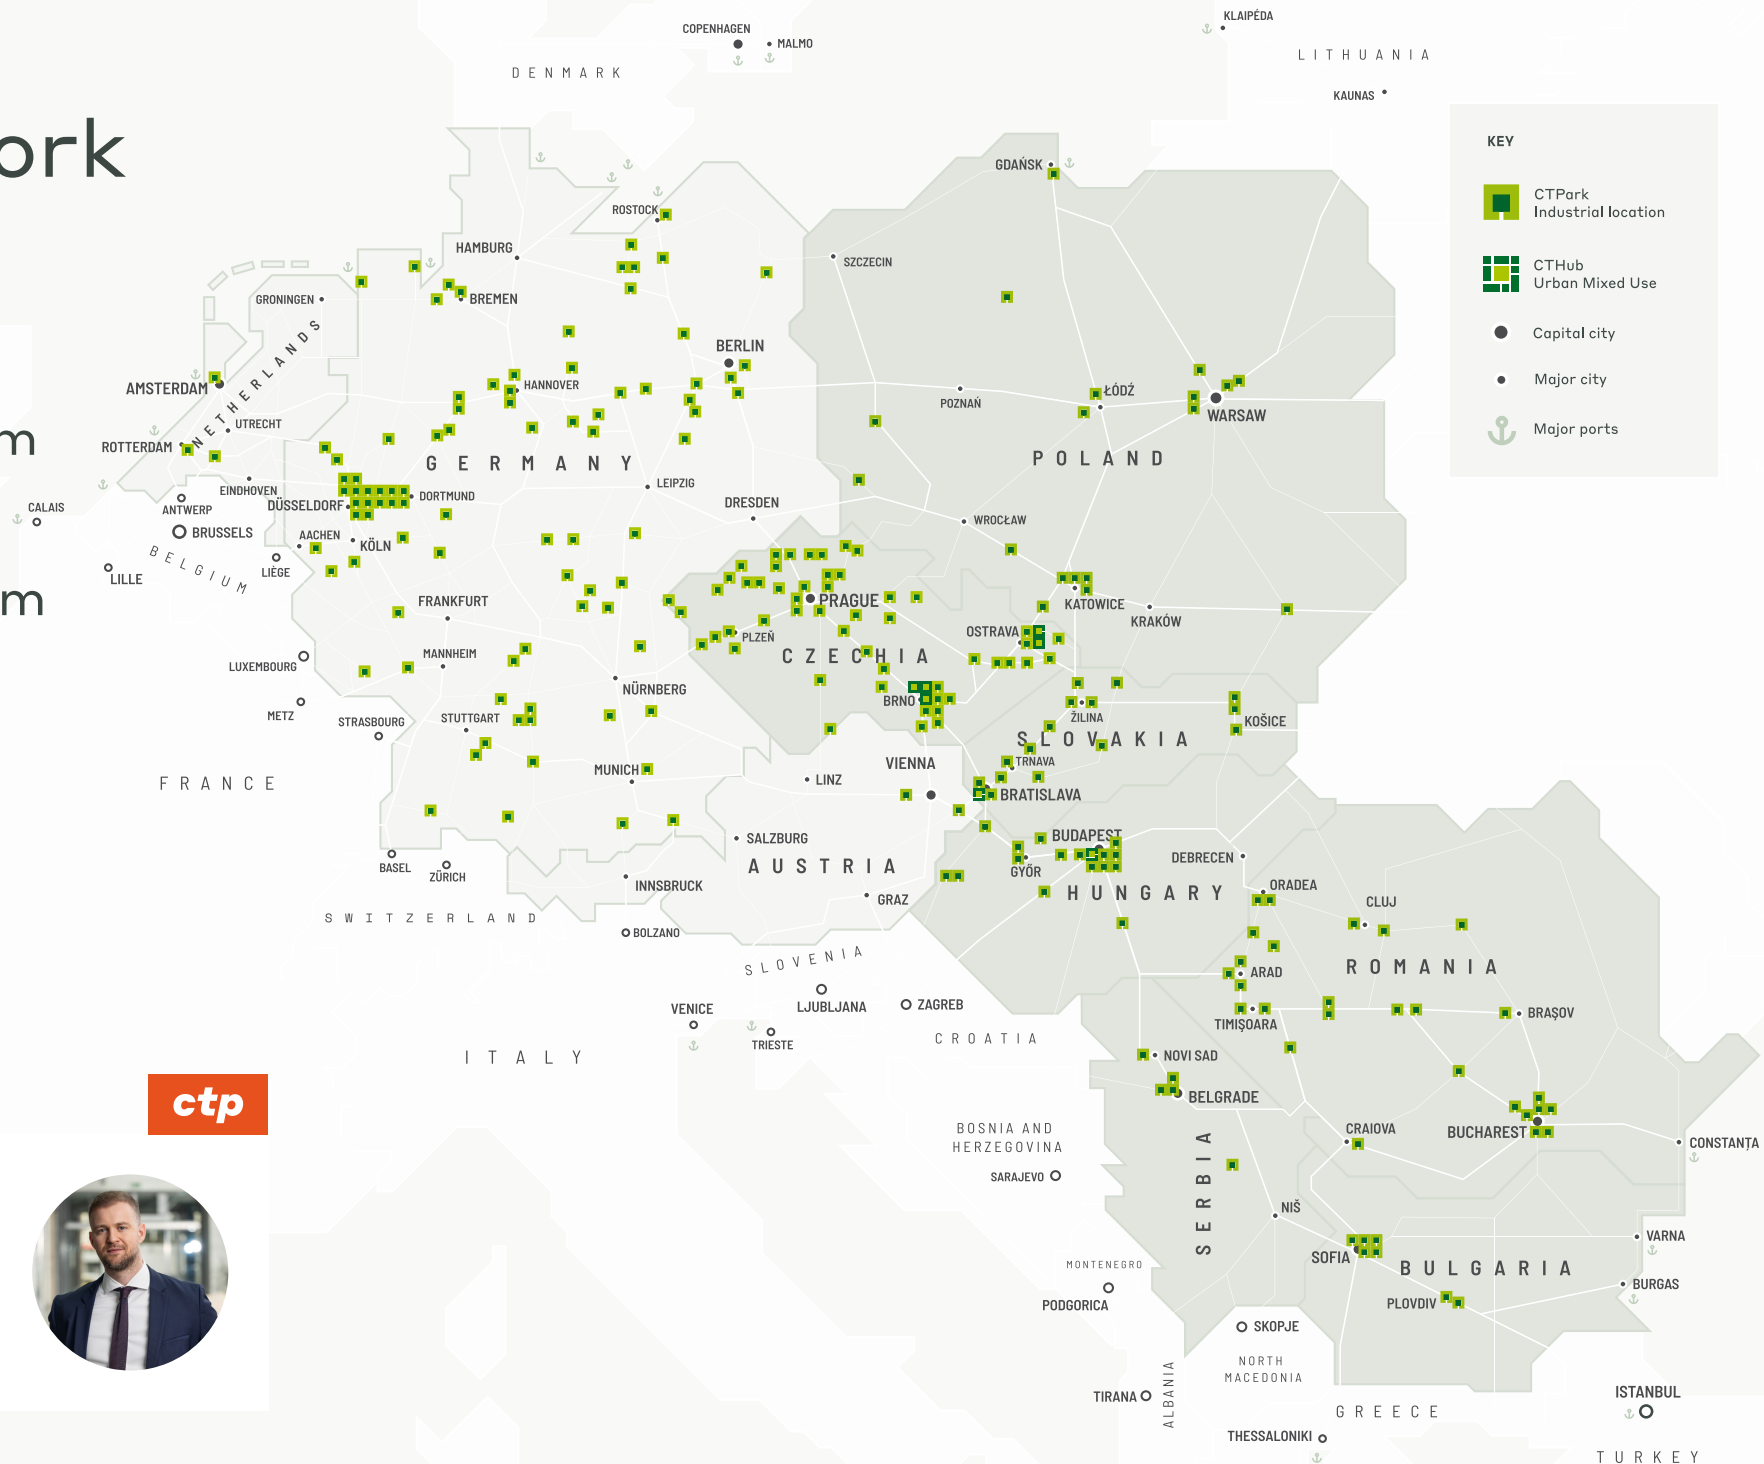 ork
m
m
KEY
CTPark
Industrial location
CTHub
Urban Mixed Use
Capital city
Major city
Major ports
COPENHAGEN
MALMO
DENMARK
KLAIPÉDA
LITHUANIA
KAUNAS
GDAŃSK
ROSTOCK
HAMBURG
SZCZECIN
GRONINGEN
BREMEN
NETHERLANDS
BERLIN
AMSTERDAM
HANNOVER
POZNAŃ
ŁÓDŹ
WARSAW
UTRECHT
ROTTERDAM
GERMANY
POLAND
EINDHOVEN
DORTMUND
LEIPZIG
ANTWERP
DÜSSELDORF
DRESDEN
CALAIS
BRUSSELS
AACHEN
KÖLN
WROCŁAW
BELGIUM
LIÈGE
LILLE
FRANKFURT
PRAGUE
KATOWICE
KRAKÓW
PLZEŇ
OSTRAVA
LUXEMBOURG
MANNHEIM
CZECHIA
NÜRNBERG
BRNO
METZ
STRASBOURG
STUTTGART
ŽILINA
KOŠICE
SLOVAKIA
FRANCE
MUNICH
LINZ
VIENNA
TRNAVA
BRATISLAVA
SALZBURG
BUDAPEST
BASEL
ZÜRICH
AUSTRIA
GYŐR
DEBRECEN
INNSBRUCK
GRAZ
HUNGARY
ORADEA
CLUJ
SWITZERLAND
BOLZANO
SLOVENIA
ARAD
ROMANIA
VENICE
LJUBLJANA
ZAGREB
TIMIŞOARA
BRAȘOV
TRIESTE
CROATIA
ITALY
NOVI SAD
BELGRADE
ctp
BOSNIA AND
HERZEGOVINA
CRAIOVA
BUCHAREST
CONSTANȚA
SARAJEVO
SERBIA
NIŠ
VARNA
SOFIA
BULGARIA
MONTENEGRO
BURGAS
PODGORICA
PLOVDIV
SKOPJE
NORTH
MACEDONIA
TIRANA
ALBANIA
ISTANBUL
GREECE
THESSALONIKI
TURKEY